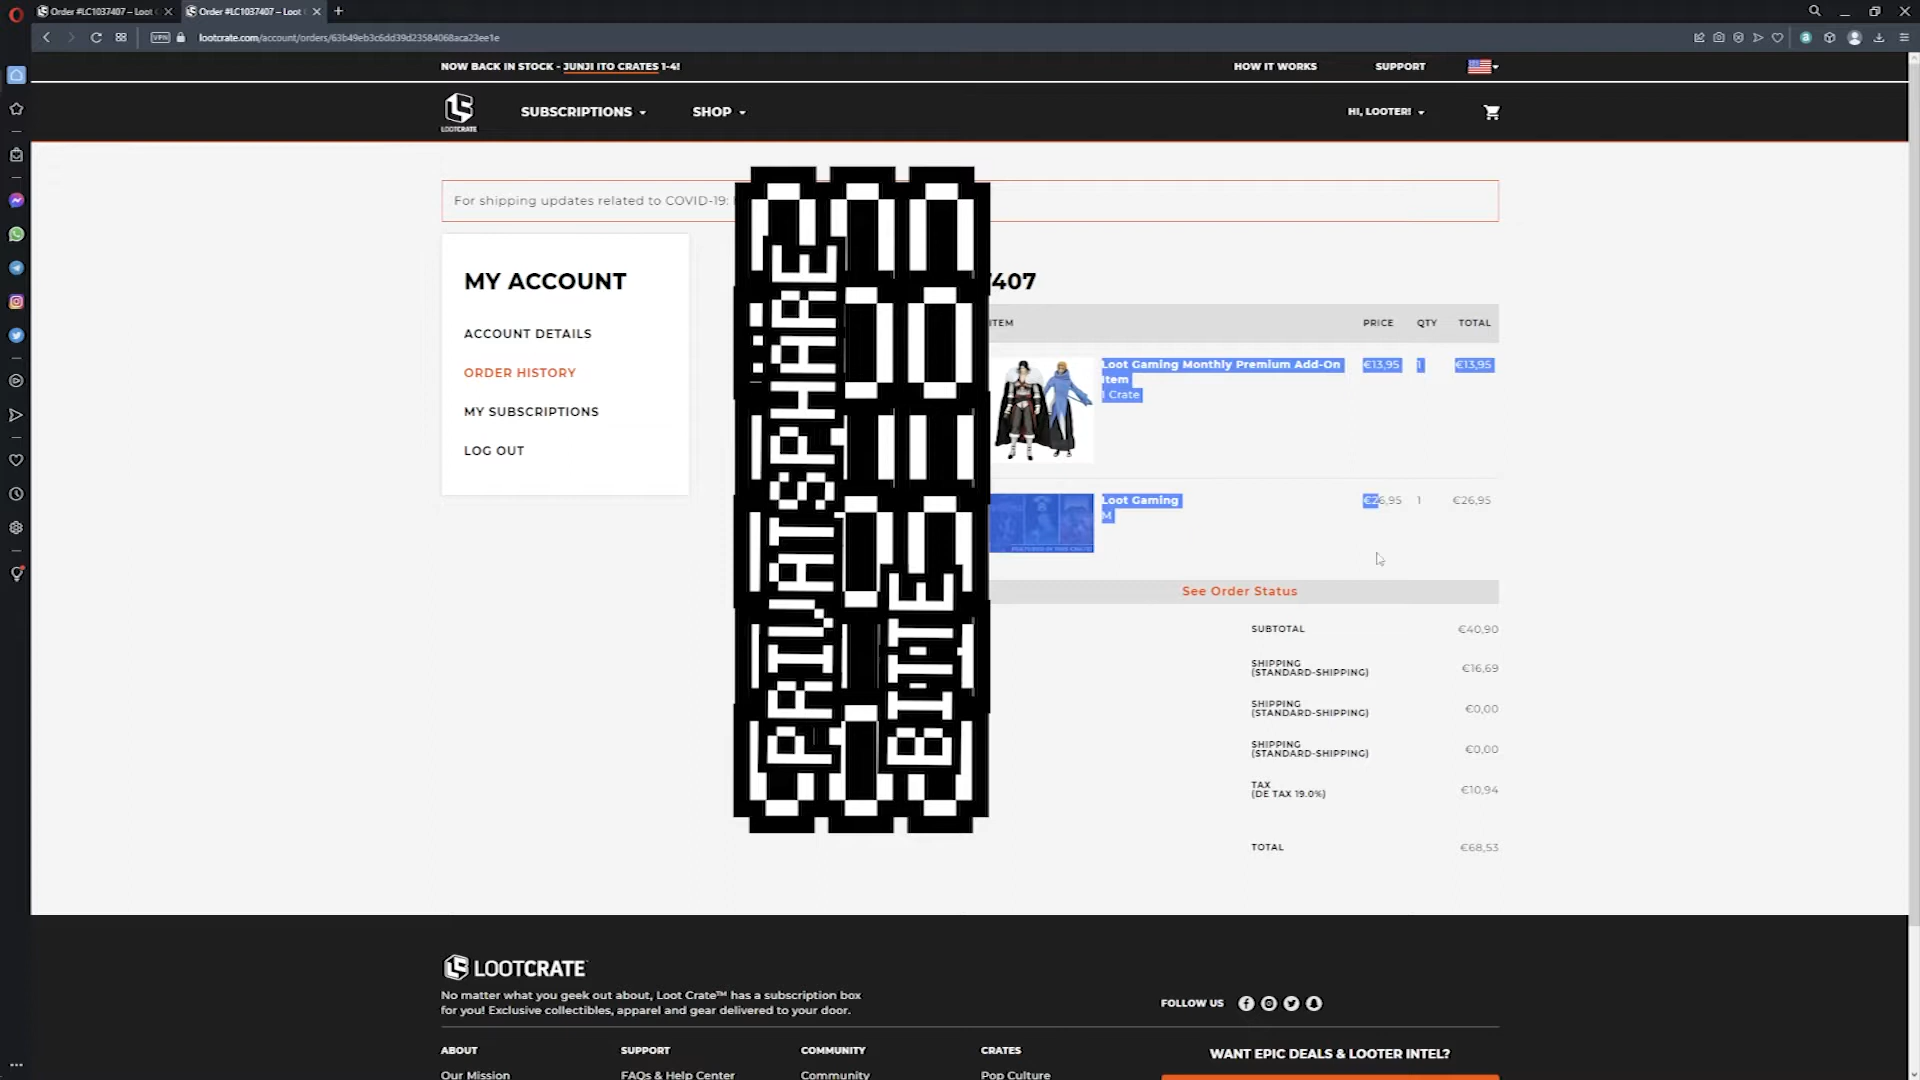 Order #LC1037407 – Loot
Order #LC1037407 – Loot
VPN
lootcrate.com/account/orders/63b49eb3c6dd39d23584068aca23ee1e
NOW BACK IN STOCK - JUNJI ITO CRATES 1-4!
HOW IT WORKS
SUPPORT
LOOTCRATE
SUBSCRIPTIONS
SHOP
HI, LOOTER!
For shipping updates related to COVID-19:
MY ACCOUNT
ACCOUNT DETAILS
ORDER HISTORY
MY SUBSCRIPTIONS
LOG OUT
PRIVATSPHÄRE
BITTE
407
ITEM PRICE QTY TOTAL
Loot Gaming Monthly Premium Add-On €13,95 1 €13,95
Item
1 Crate
Loot Gaming €26,95 1 €26,95
M
See Order Status
SUBTOTAL €40,90
SHIPPING
(STANDARD-SHIPPING) €16,69
SHIPPING
(STANDARD-SHIPPING) €0,00
SHIPPING
(STANDARD-SHIPPING) €0,00
TAX
(DE TAX 19.0%) €10,94
TOTAL €68,53
LOOTCRATE
No matter what you geek out about, Loot Crate™ has a subscription box
for you! Exclusive collectibles, apparel and gear delivered to your door.
FOLLOW US
ABOUT
SUPPORT
COMMUNITY
CRATES
WANT EPIC DEALS & LOOTER INTEL?
Our Mission
FAQs & Help Center
Community
Pop Culture